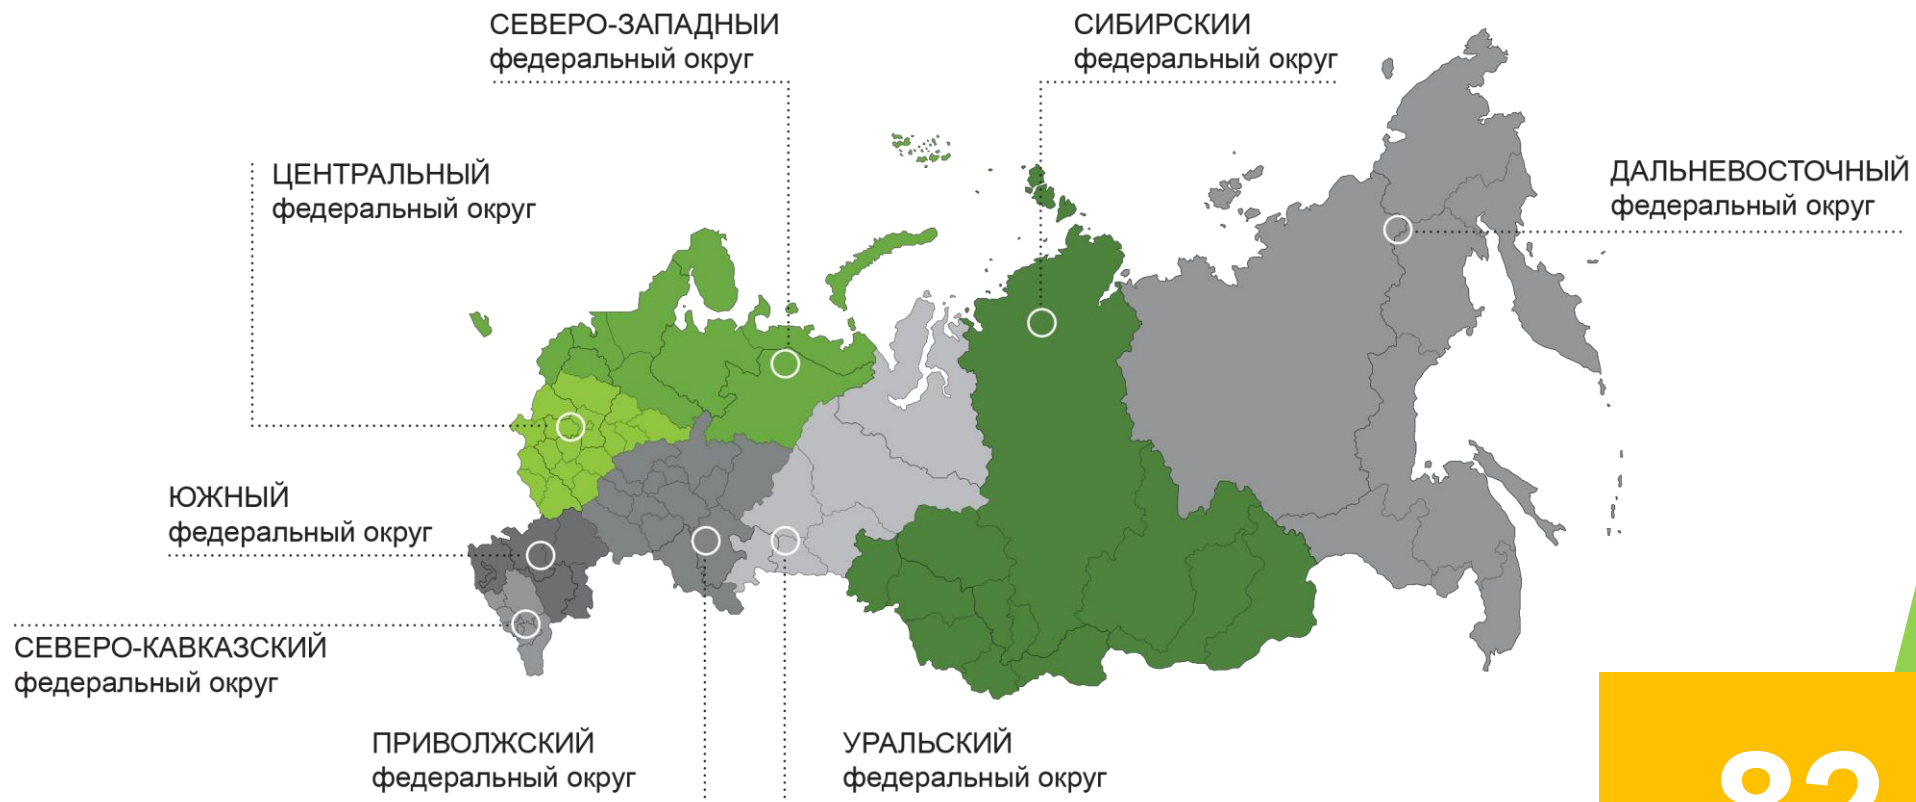 СЕВЕРО-ЗАПАДНЫЙ
федеральный округ
СИБИРСКИЙ
федеральный округ
ЦЕНТРАЛЬНЫЙ
федеральный округ
ДАЛЬНЕВОСТОЧНЫЙ
федеральный округ
ЮЖНЫЙ
федеральный округ
СЕВЕРО-КАВКАЗСКИЙ
федеральный округ
ПРИВОЛЖСКИЙ
федеральный округ
УРАЛЬСКИЙ
федеральный округ